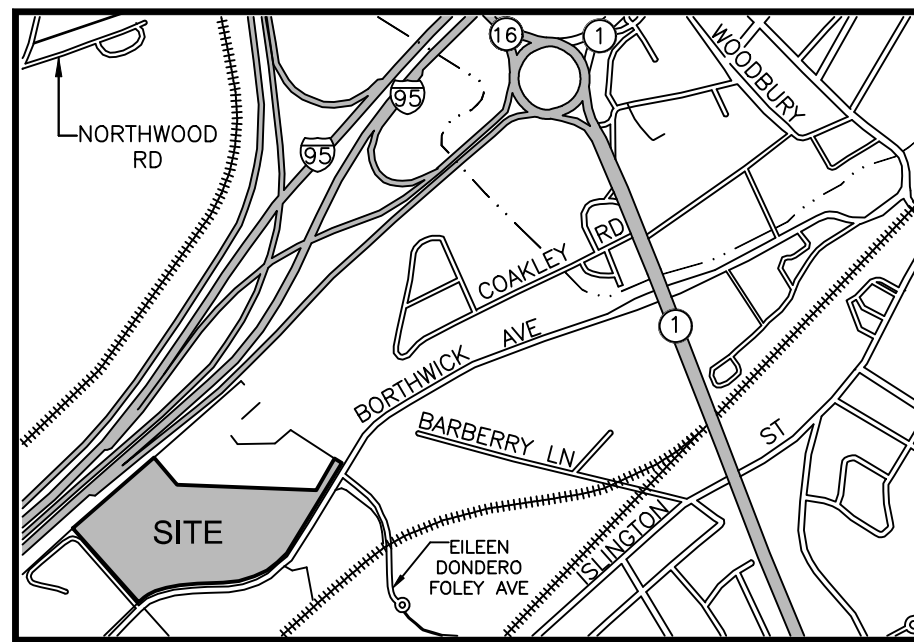 16
1
95
95
NORTHWOOD
RD
WOODBURY
COAKLEY RD
BORTHWICK AVE
1
BARBERRY LN
ISLINGTON ST
SITE
EILEEN
DONDERO
FOLEY AVE